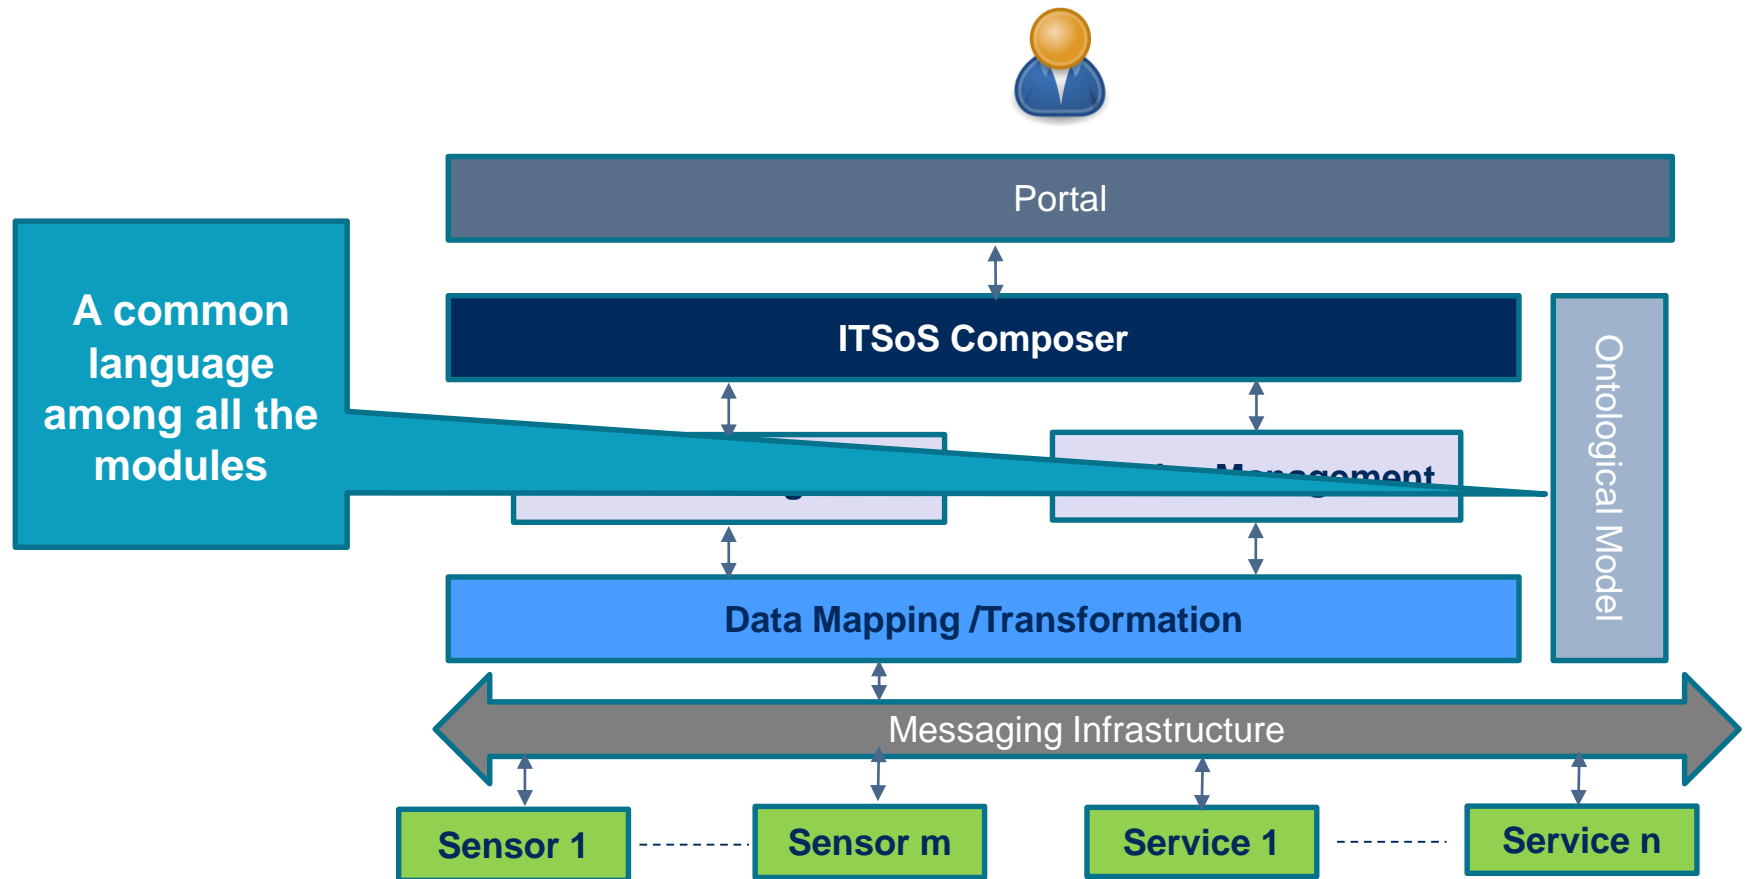 Portal
A common
language
among all the
modules
ITSoS Composer
Ontological Model
Management
Data Mapping /Transformation
Messaging Infrastructure
Sensor 1
Sensor m
Service 1
Service n